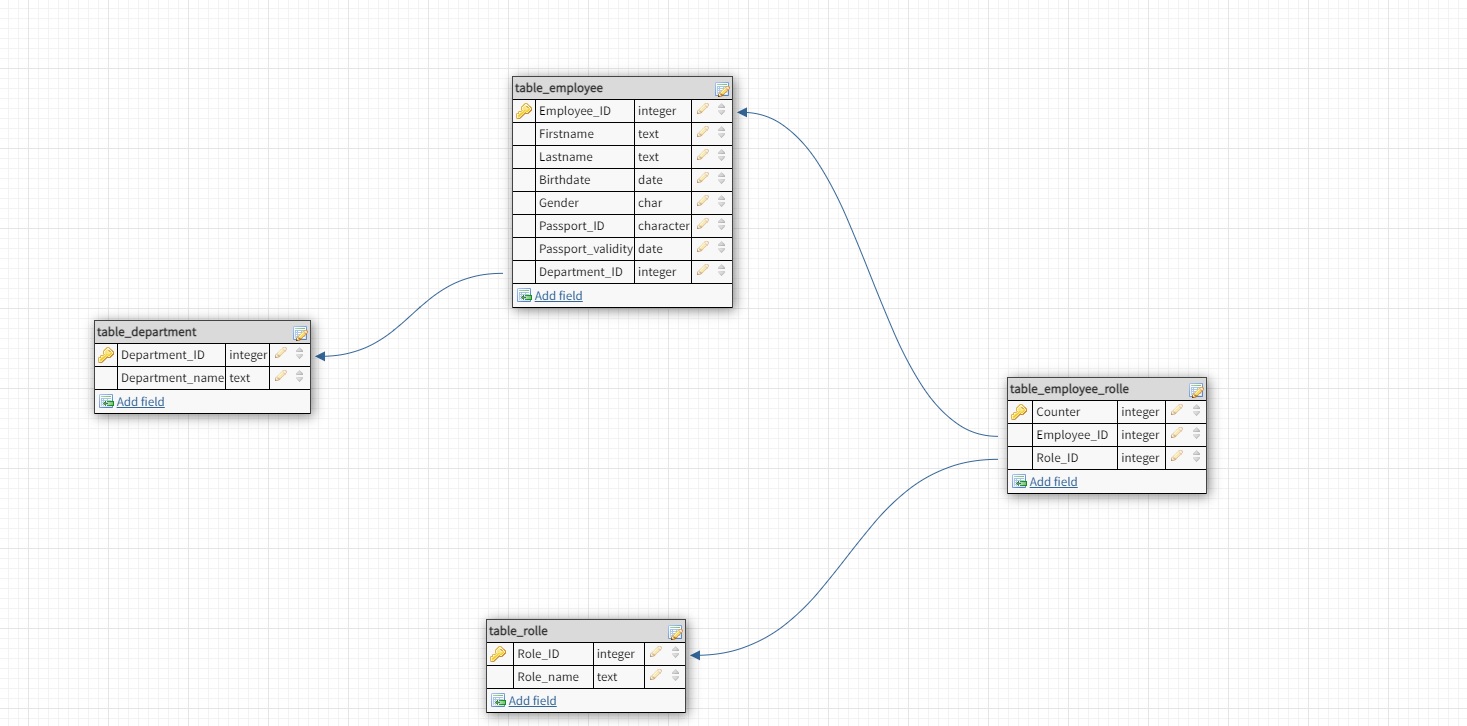 table_employee
Employee_ID integer
Firstname text
Lastname text
Birthdate date
Gender char
Passport_ID character
Passport_validity date
Department_ID integer
Add field
table_department
Department_ID integer
Department_name text
Add field
table_employee_rolle
Counter integer
Employee_ID integer
Role_ID integer
Add field
table_rolle
Role_ID integer
Role_name text
Add field